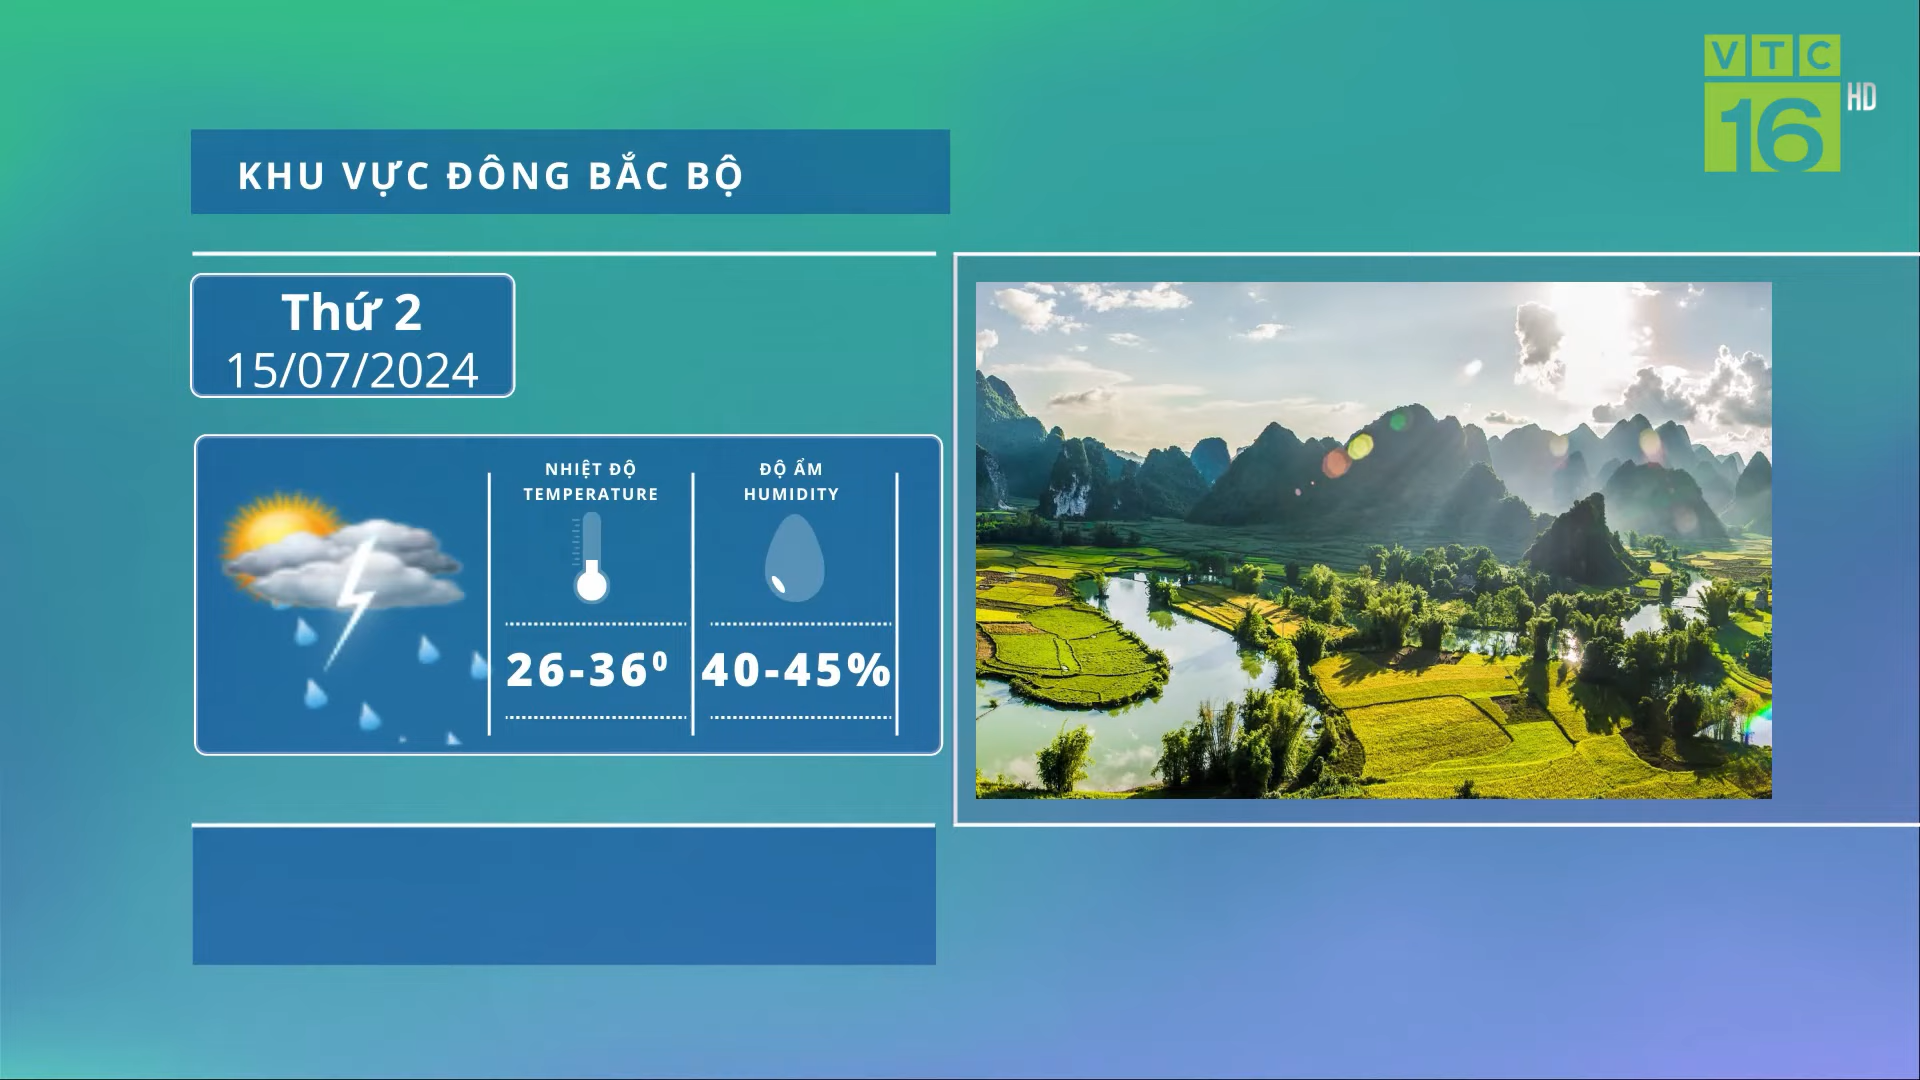 VTC
16 HD
KHU VỰC ĐÔNG BẮC BỘ
Thứ 2
15/07/2024
NHIỆT ĐỘ
TEMPERATURE
ĐỘ ẨM
HUMIDITY
26-36⁰
40-45%